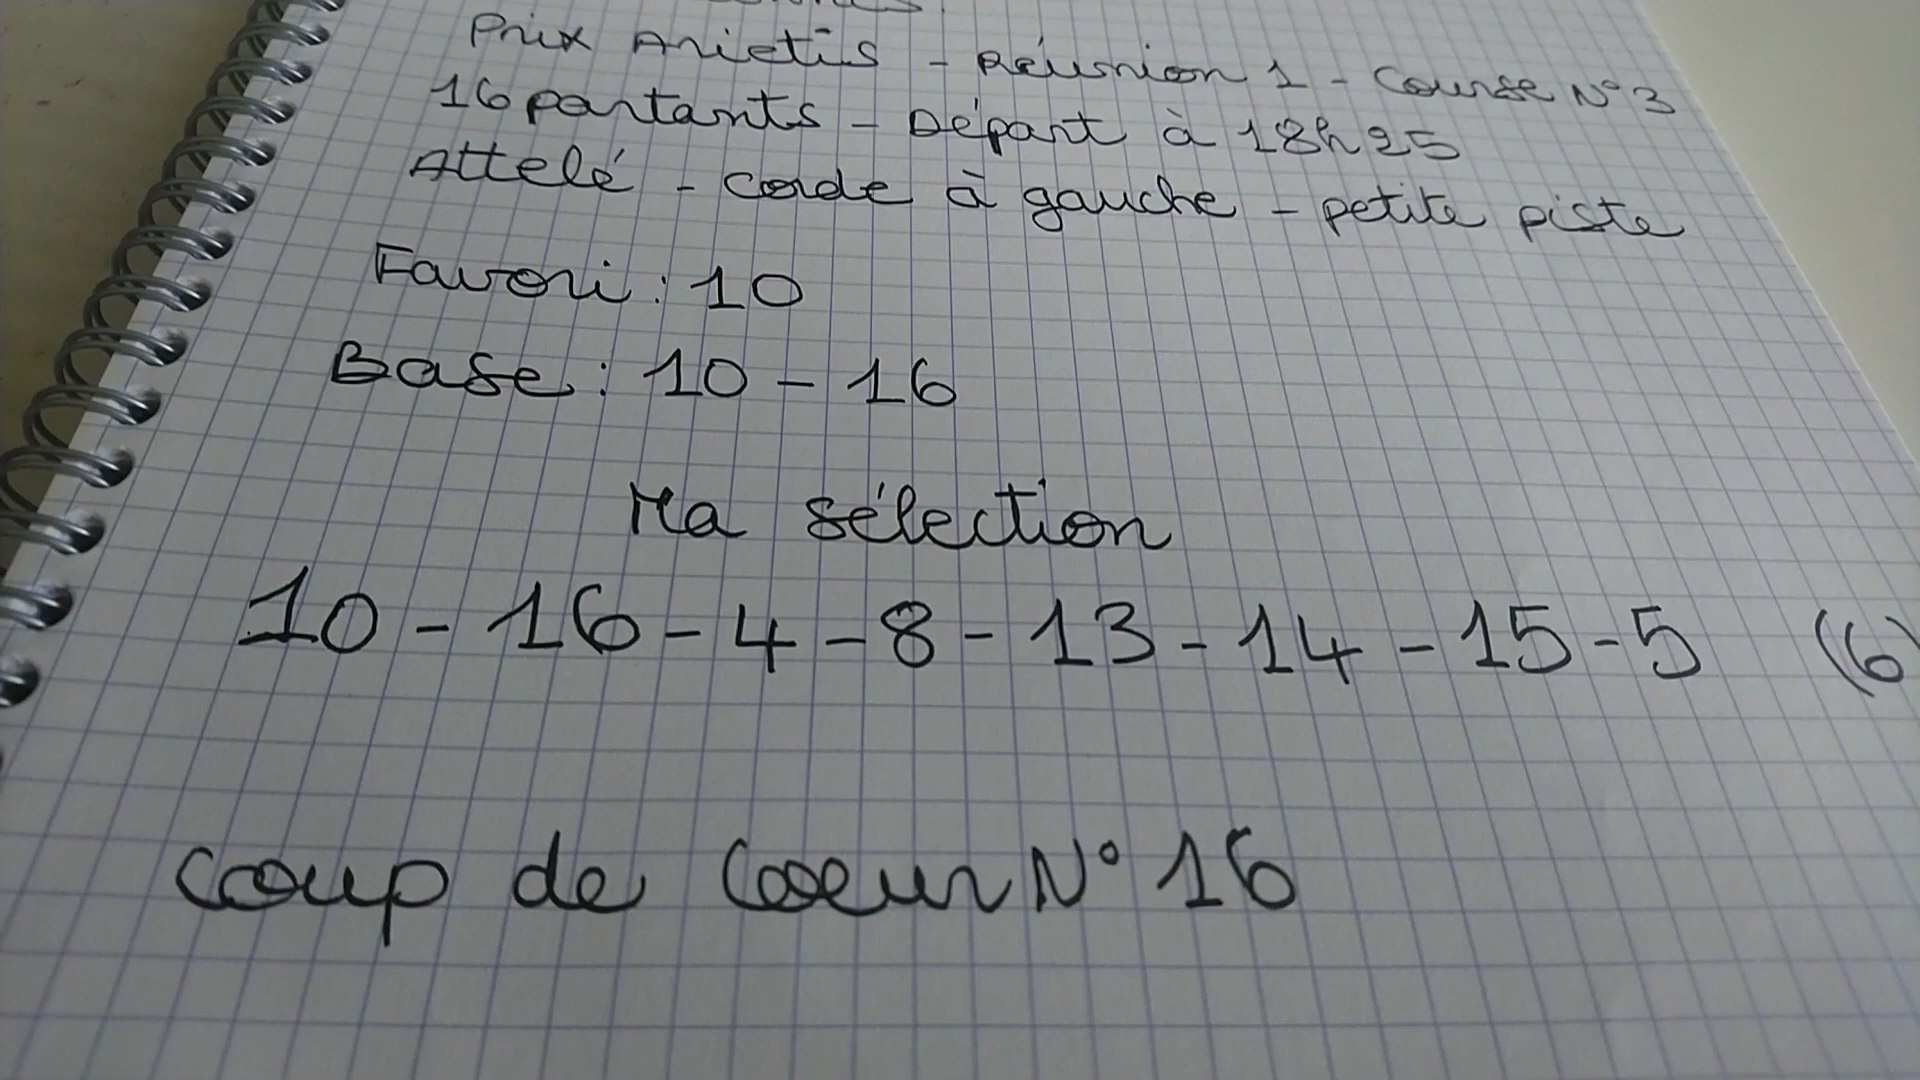 Prix Arietis - Réunion 1 - Course N°3
16 partants - Départ à 18h25
Attelé - corde à gauche - petite piste
Favori : 10
Base : 10 - 16
Ma sélection
10 - 16 - 4 - 8 - 13 - 14 - 15 - 5 (6)
Coup de Coeur N° 16